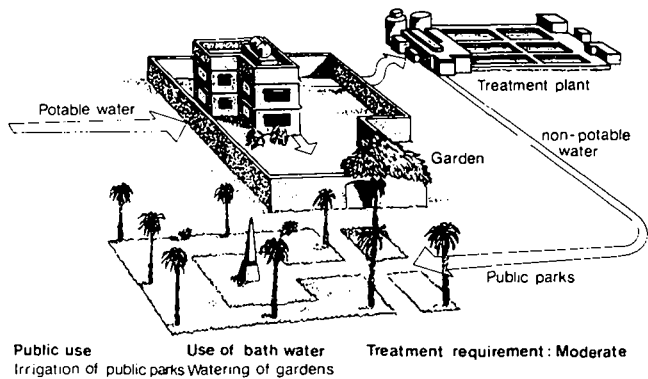 Treatment plant
Potable water
non-potable
water
Garden
Public parks
Public use Use of bath water Treatment requirement: Moderate
Irrigation of public parks Watering of gardens